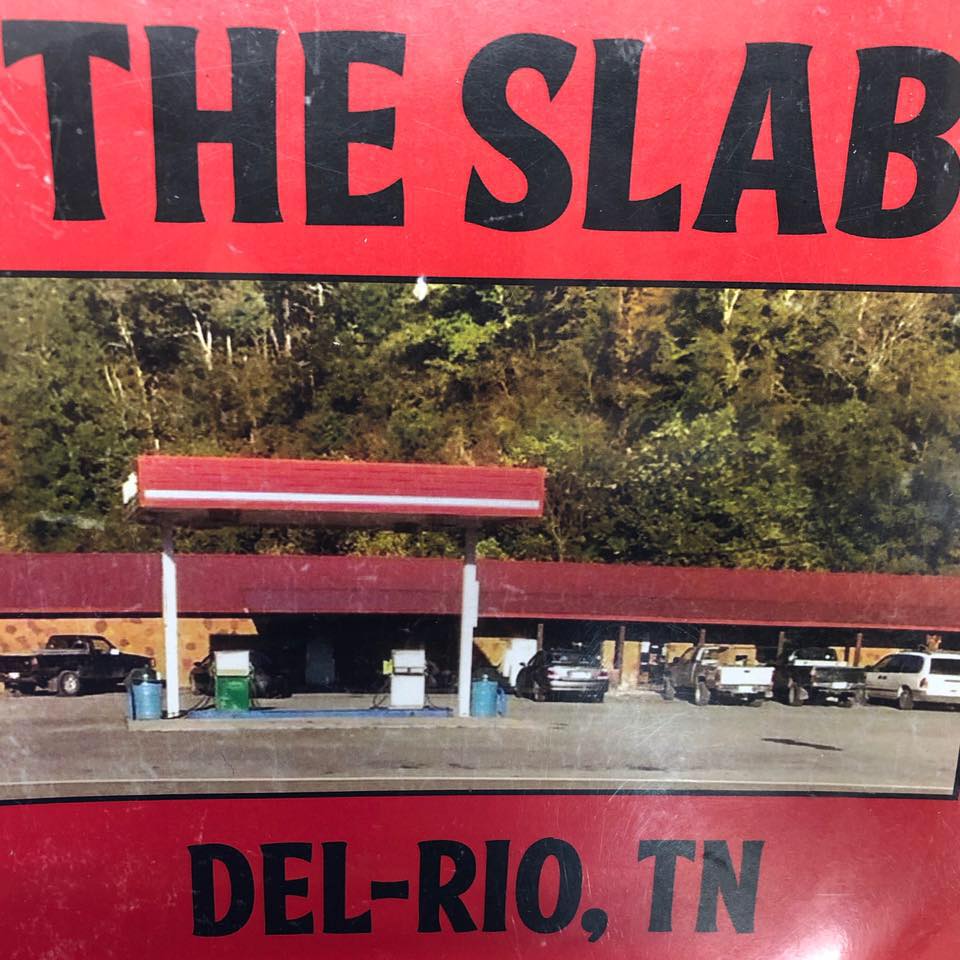 THE SLAB
DEL-RIO, TN